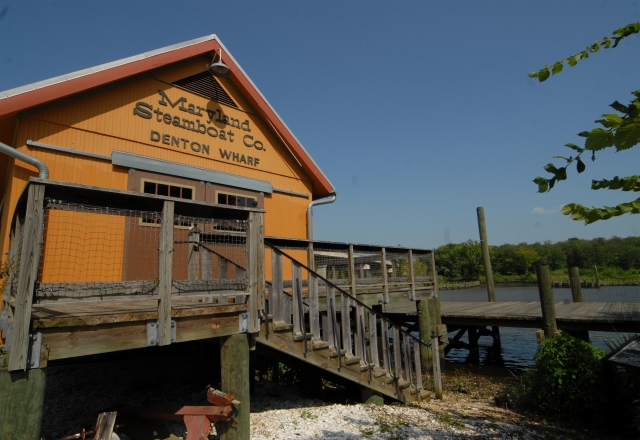 Maryland
Steamboat Co.
DENTON WHARF